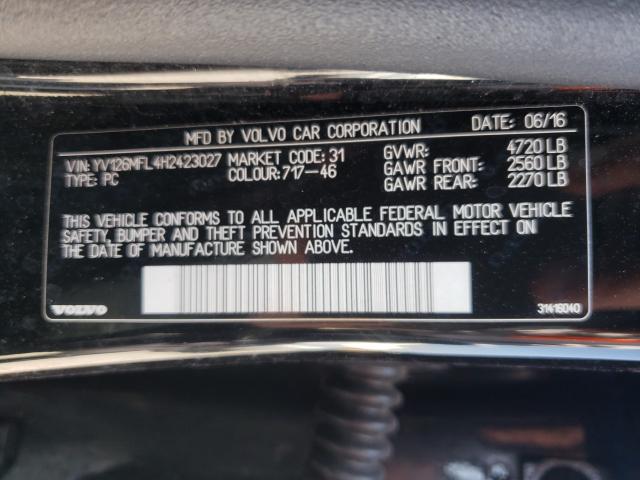 MFD BY VOLVO CAR CORPORATION DATE: 06/16
VIN: YV126MFL4H2423027 MARKET CODE: 31 GVWR: 4720 LB
TYPE: PC COLOUR: 717-46 GAWR FRONT: 2560 LB
GAWR REAR: 2270 LB
THIS VEHICLE CONFORMS TO ALL APPLICABLE FEDERAL MOTOR VEHICLE
SAFETY, BUMPER AND THEFT PREVENTION STANDARDS IN EFFECT ON
THE DATE OF MANUFACTURE SHOWN ABOVE.
VOLVO 31416040